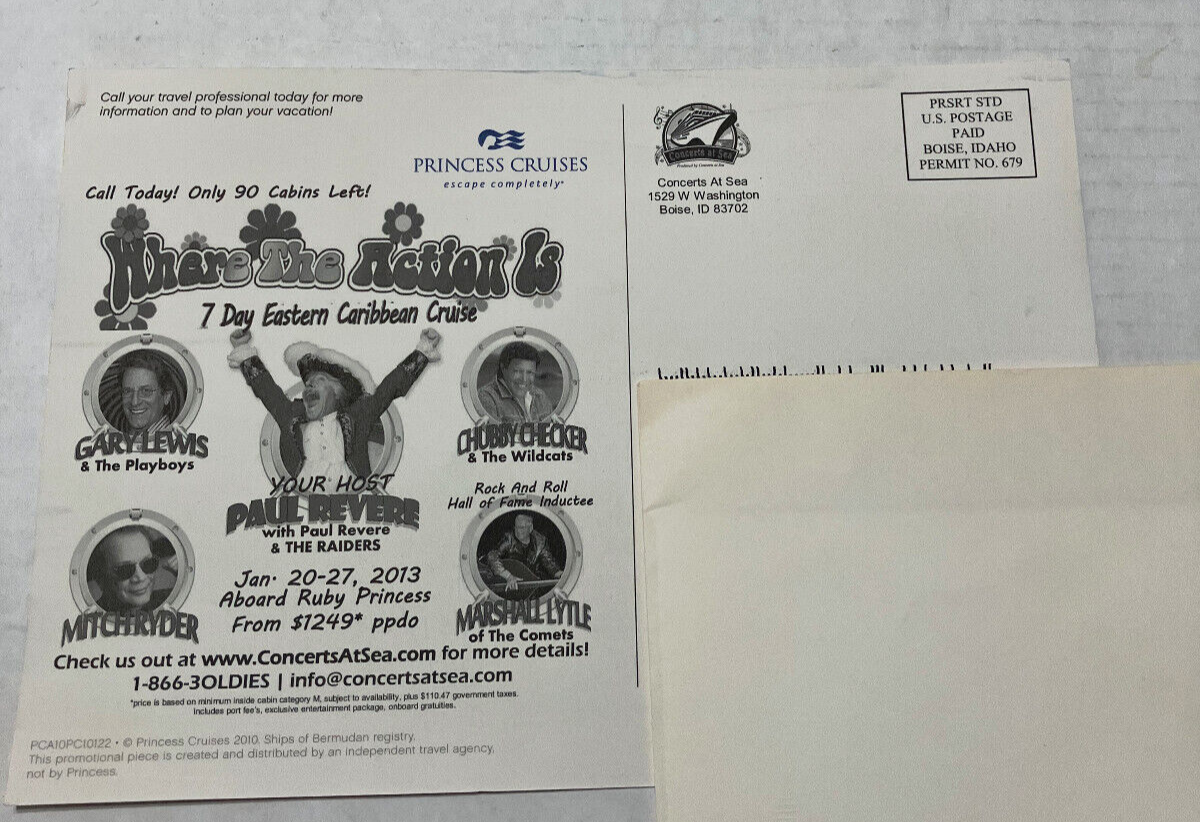 Call your travel professional today for more
information and to plan your vacation!
PRINCESS CRUISES
escape completely*
Call Today! Only 90 Cabins Left!
Where The Action Is
7 Day Eastern Caribbean Cruise
GARY LEWIS
& The Playboys
CHUBBY CHECKER
& The Wildcats
YOUR HOST
PAUL REVERE
with Paul Revere
& THE RAIDERS
Rock And Roll
Hall of Fame Inductee
MITCH RYDER
MARSHALL LYTLE
of The Comets
Jan. 20-27, 2013
Aboard Ruby Princess
From $1249* ppdo
Check us out at www.ConcertsAtSea.com for more details!
1-866-3OLDIES | info@concertsatsea.com
*price is based on minimum inside cabin category M, subject to availability, plus $110.47 government taxes.
Includes port fee's, exclusive entertainment package, onboard gratuities.
PCA10PC10122 • © Princess Cruises 2010. Ships of Bermudan registry.
This promotional piece is created and distributed by an independent travel agency,
not by Princess.
Concerts at Sea
Produced by Concerts at Sea
Concerts At Sea
1529 W Washington
Boise, ID 83702
PRSRT STD
U.S. POSTAGE
PAID
BOISE, IDAHO
PERMIT NO. 679